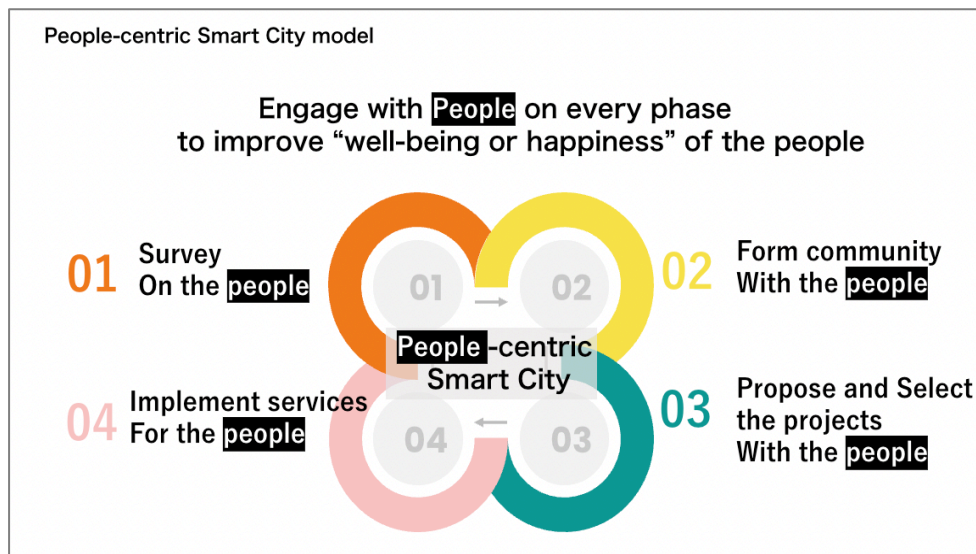 People-centric Smart City model
Engage with People on every phase
to improve “well-being or happiness” of the people
01
Survey
On the people
02
Form community
With the people
01
02
People-centric
Smart City
04
Implement services
For the people
03
Propose and Select
the projects
With the people
04
03